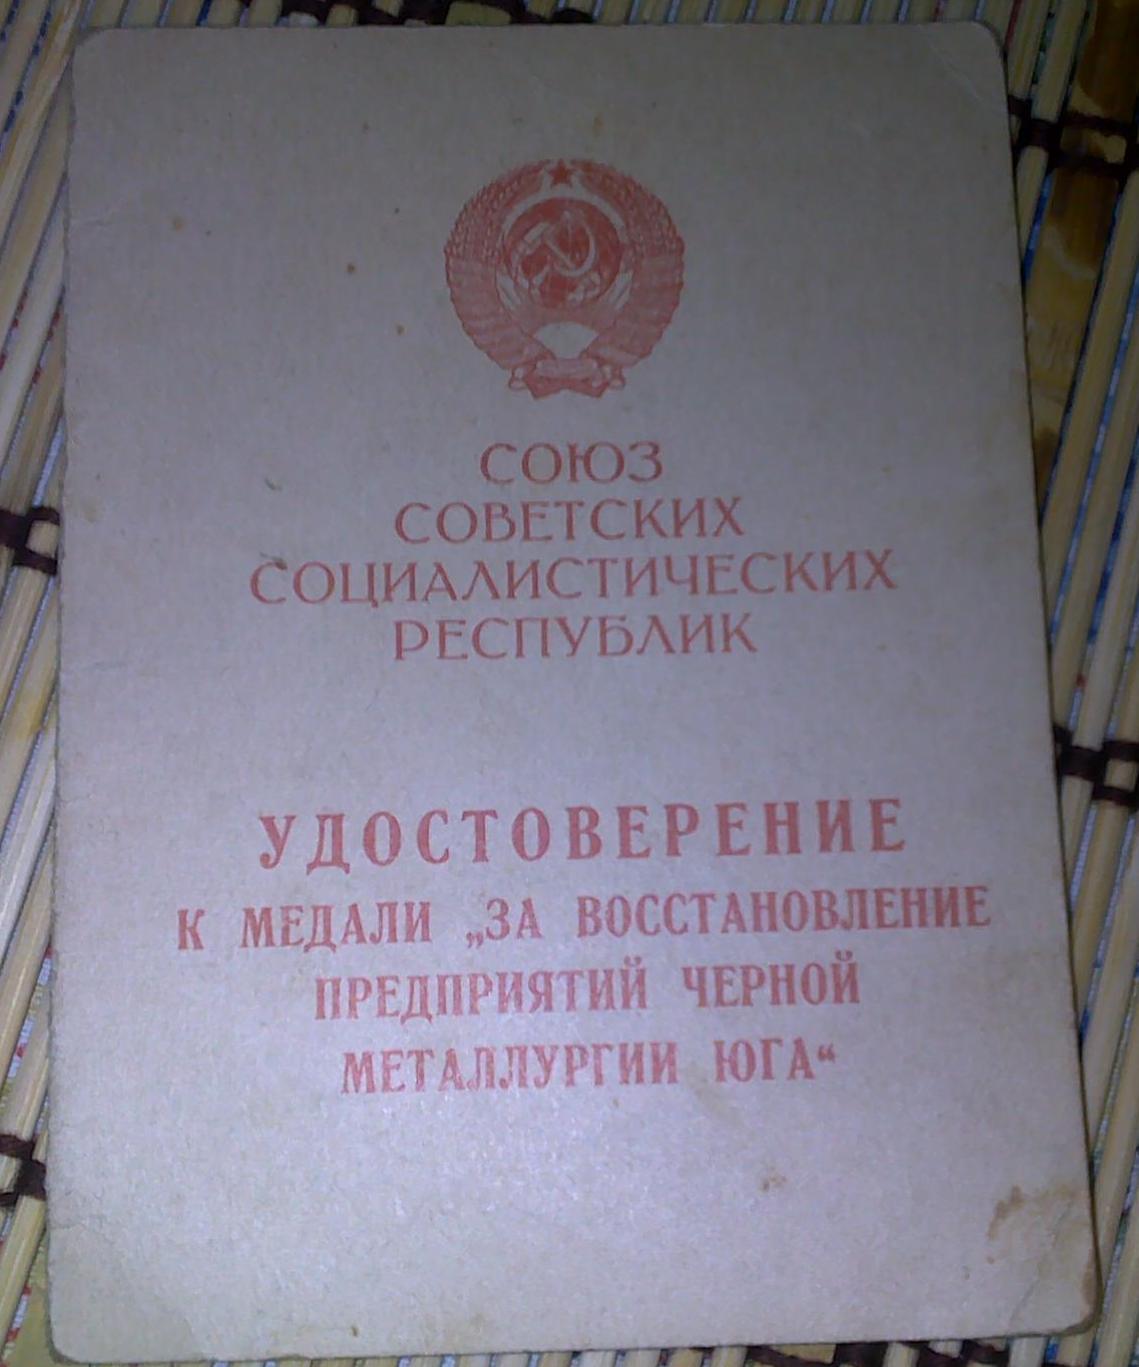 СОЮЗ
СОВЕТСКИХ
СОЦИАЛИСТИЧЕСКИХ
РЕСПУБЛИК
УДОСТОВЕРЕНИЕ
К МЕДАЛИ „ЗА ВОССТАНОВЛЕНИЕ
ПРЕДПРИЯТИЙ ЧЕРНОЙ
МЕТАЛЛУРГИИ ЮГА“